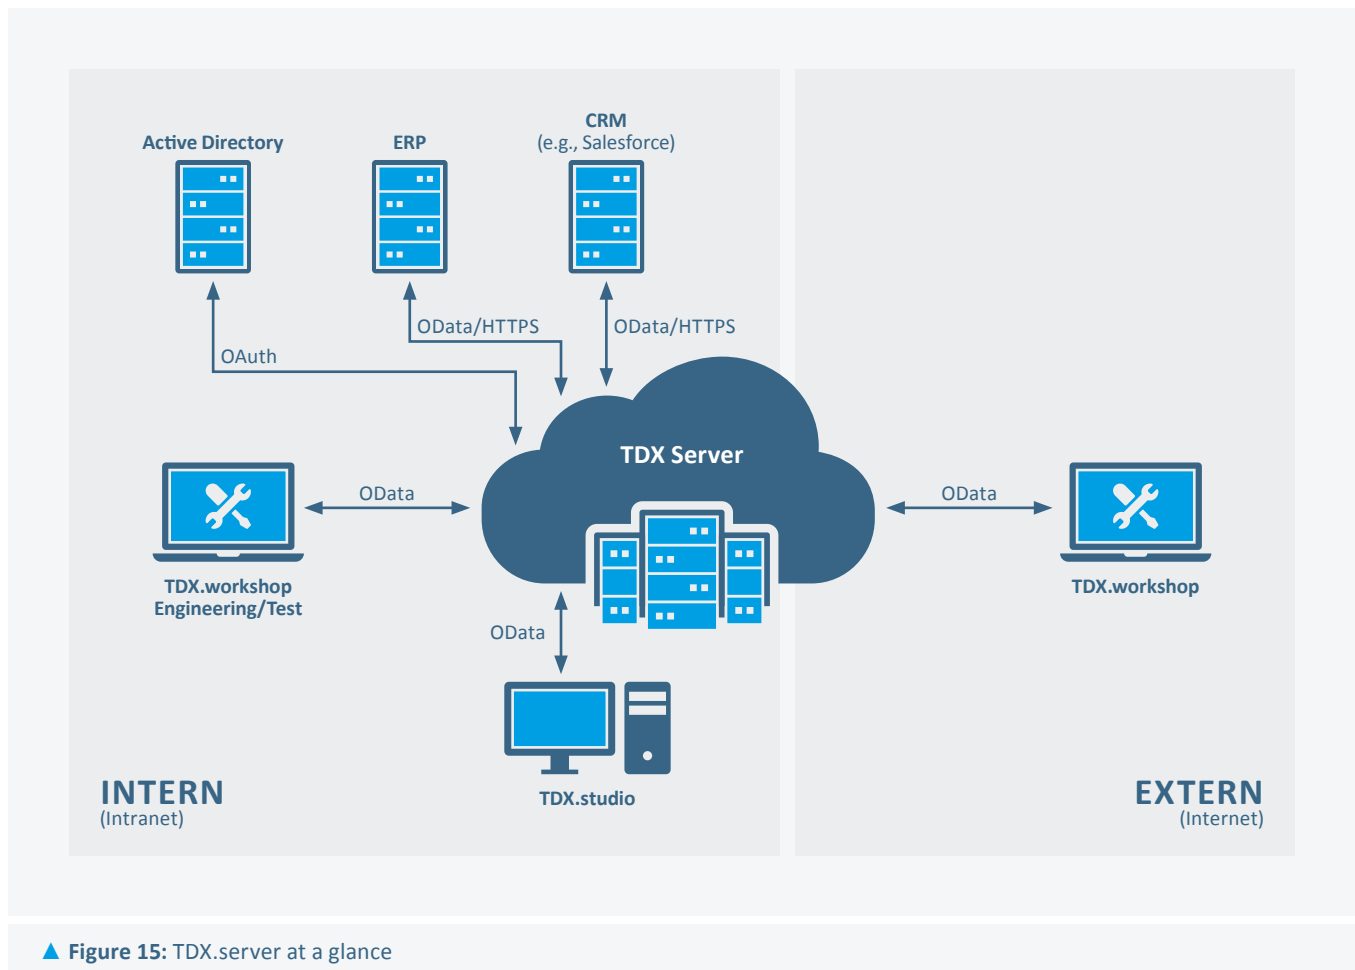 CRM
Active Directory
ERP
(e.g., Salesforce)
OData/HTTPS
OData/HTTPS
OAuth
TDX Server
OData
OData
TDX.workshop
Engineering/Test
TDX.workshop
OData
TDX.studio
INTERN
(Intranet)
EXTERN
(Internet)
▲ Figure 15: TDX.server at a glance